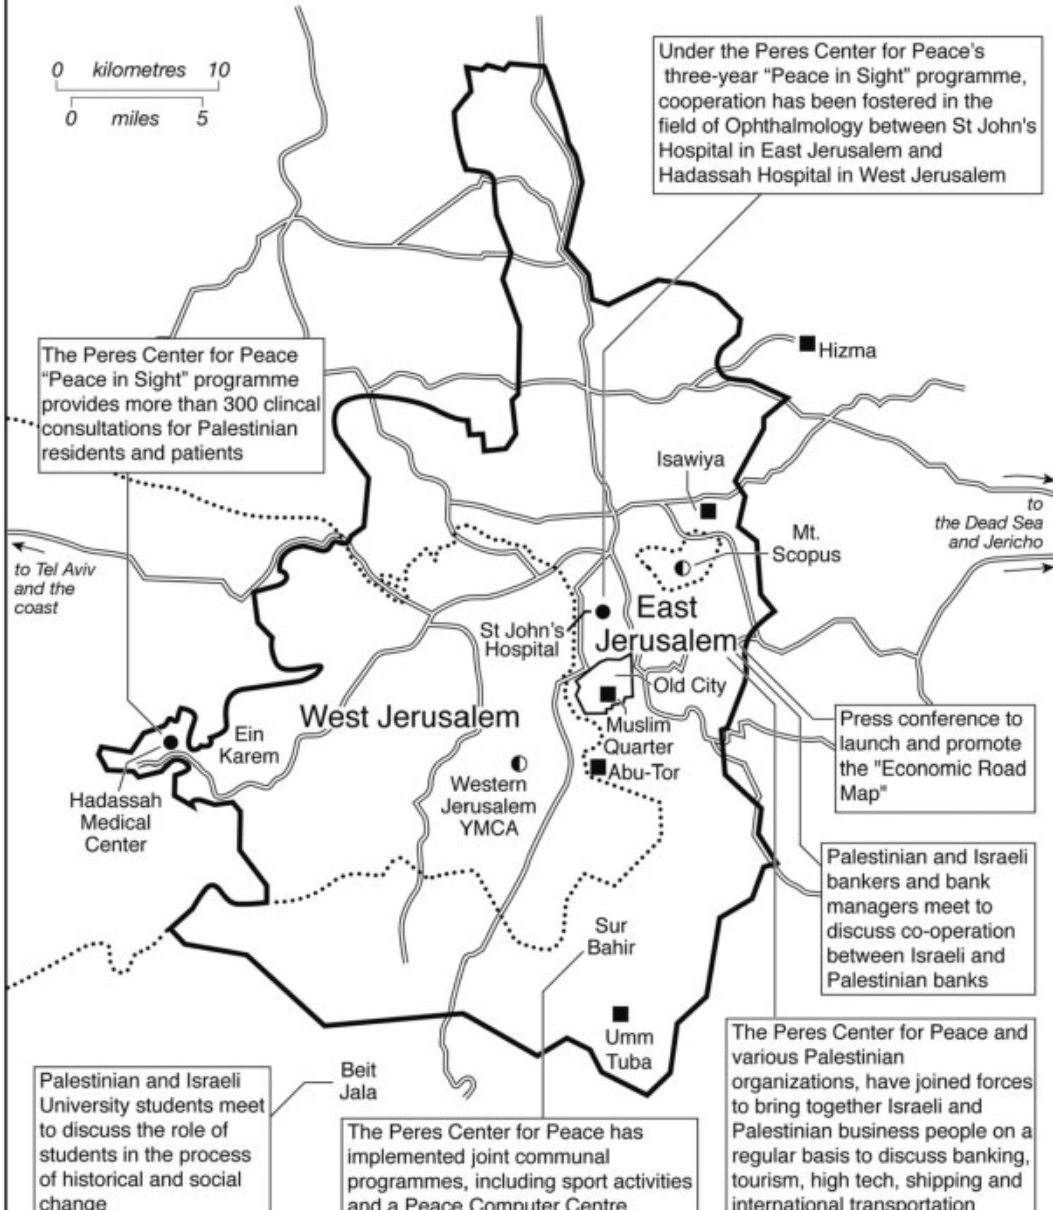 0 kilometres 10
0 miles 5
Under the Peres Center for Peace's
three-year “Peace in Sight” programme,
cooperation has been fostered in the
field of Ophthalmology between St John's
Hospital in East Jerusalem and
Hadassah Hospital in West Jerusalem
The Peres Center for Peace
“Peace in Sight” programme
provides more than 300 clincal
consultations for Palestinian
residents and patients
Hizma
Isawiya
Mt.
Scopus
to
the Dead Sea
and Jericho
to Tel Aviv
and the
coast
East
Jerusalem
St John's
Hospital
Old City
West Jerusalem
Muslim
Quarter
Abu-Tor
Ein
Karem
Western
Jerusalem
YMCA
Hadassah
Medical
Center
Press conference to
launch and promote
the "Economic Road
Map"
Palestinian and Israeli
bankers and bank
managers meet to
discuss co-operation
between Israeli and
Palestinian banks
Sur
Bahir
Umm
Tuba
Beit
Jala
Palestinian and Israeli
University students meet
to discuss the role of
students in the process
of historical and social
change
The Peres Center for Peace has
implemented joint communal
programmes, including sport activities
and a Peace Computer Centre
The Peres Center for Peace and
various Palestinian
organizations, have joined forces
to bring together Israeli and
Palestinian business people on a
regular basis to discuss banking,
tourism, high tech, shipping and
international transportation